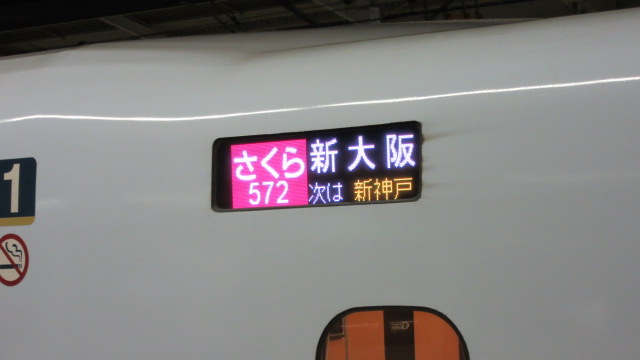 1
さくら 新大阪
572 次は 新神戸